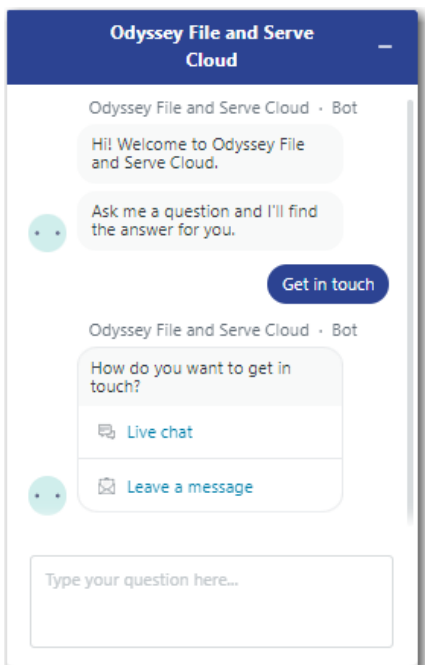 Odyssey File and Serve
Cloud
Odyssey File and Serve Cloud · Bot
Hi! Welcome to Odyssey File
and Serve Cloud.
Ask me a question and I'll find
the answer for you.
Get in touch
Odyssey File and Serve Cloud · Bot
How do you want to get in
touch?
Live chat
Leave a message
Type your question here...